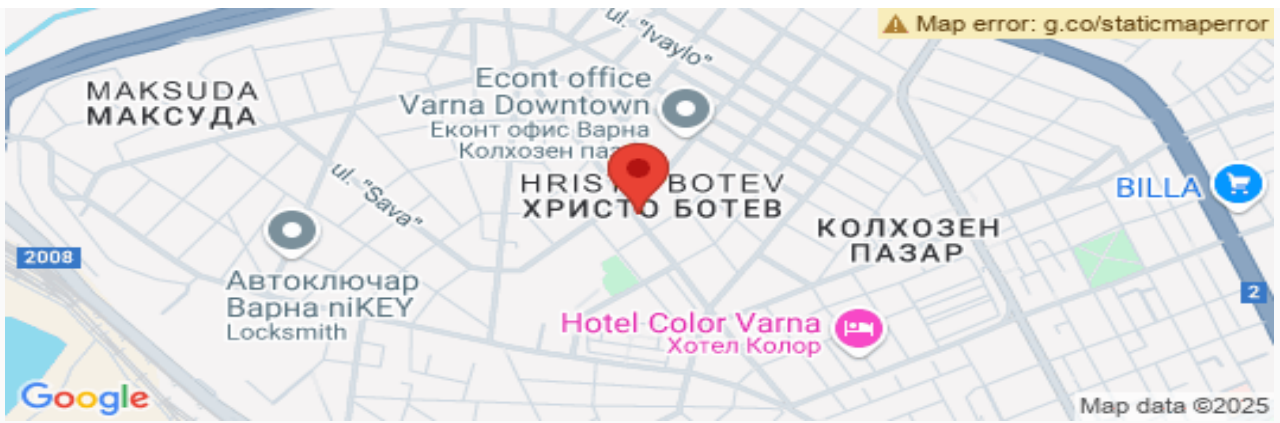 Map error: g.co/staticmaperror
ul. "Ivaylo"
MAKSUDA
МАКСУДА
Econt office
Varna Downtown
Еконт офис Варна
Колхозен
ul. "Sava"
BOTEV
ХРИСТО БОТЕВ
BILLA
КОЛХОЗЕН
ПАЗАР
2008
Автоключар
Варна niKEY
Locksmith
2
Hotel Color Varna
Хотел Колор
Google
Map data ©2025